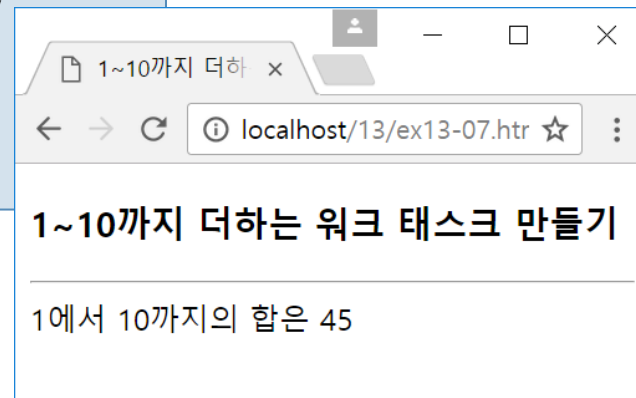 1~10까지 더하
localhost/13/ex13-07.htr
1~10까지 더하는 워크 태스크 만들기
1에서 10까지의 합은 45